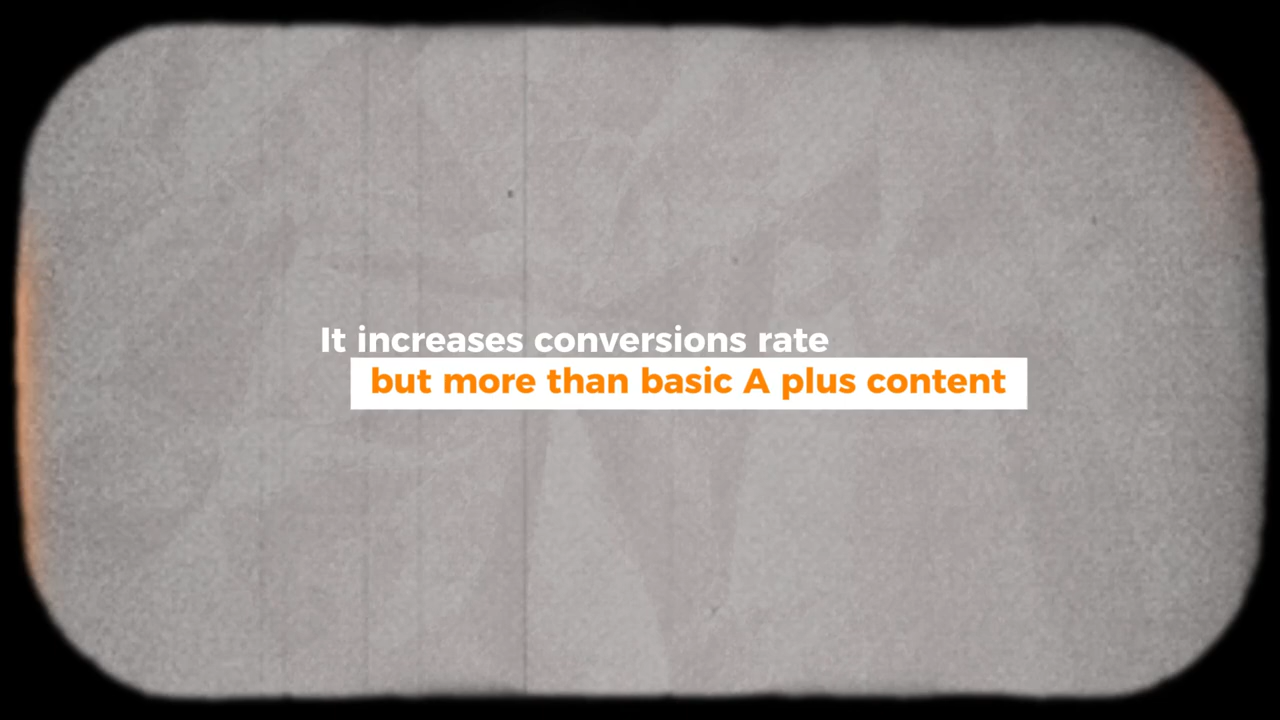 It increases conversions rate
but more than basic A plus content